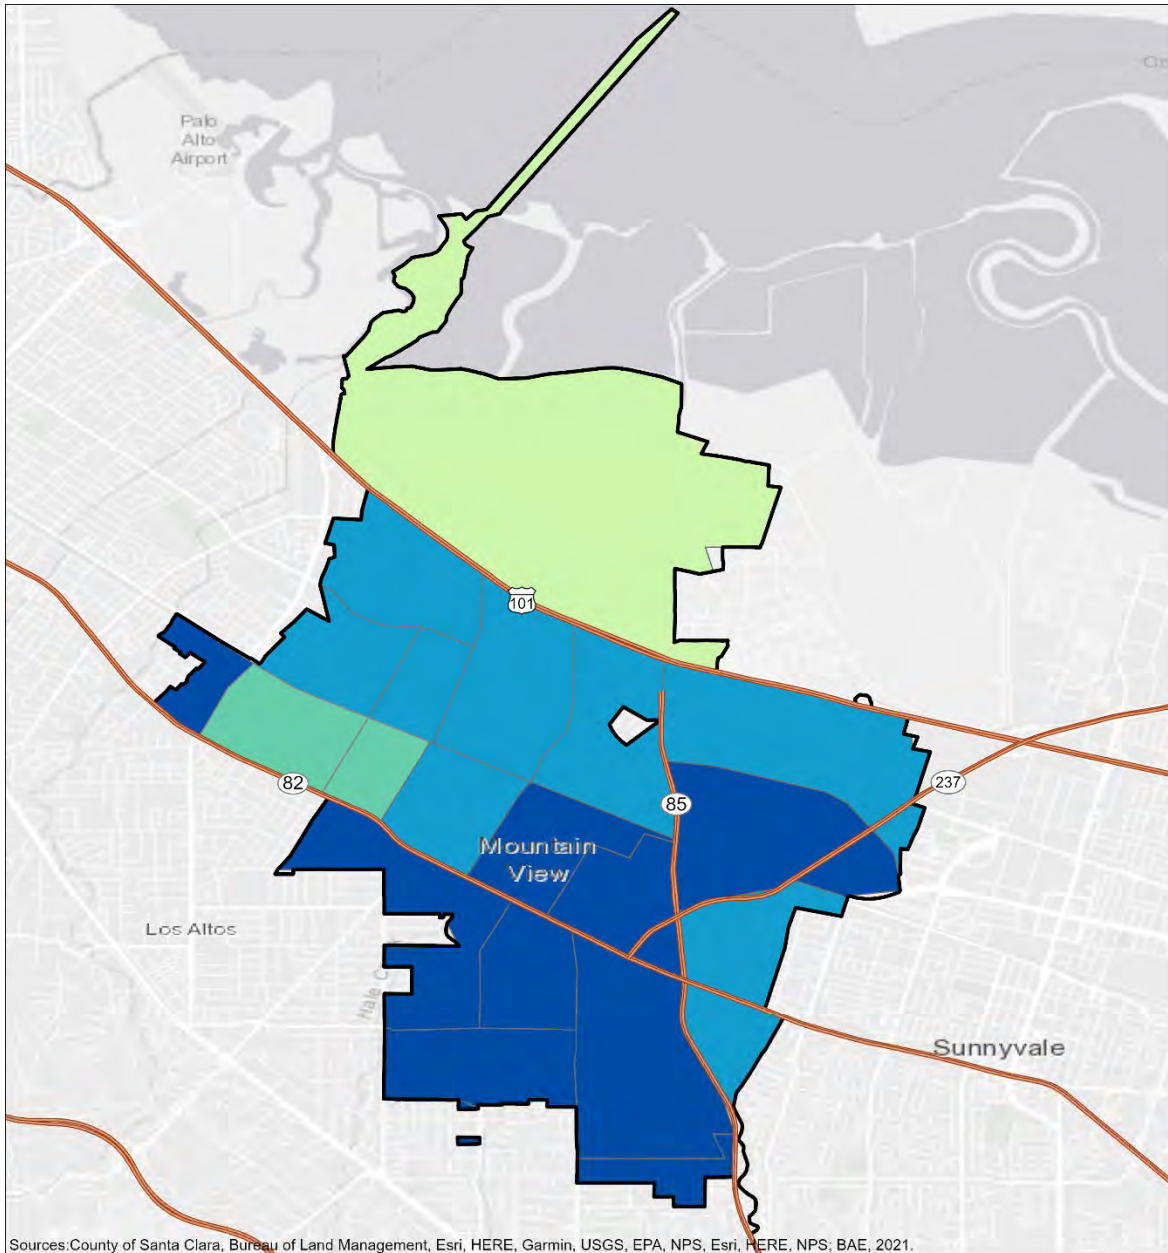 Palo
Alto
Airport
101
82
237
85
Mountain
View
Los Altos
Hale C
Sunnyvale
Sources:County of Santa Clara, Bureau of Land Management, Esri, HERE, Garmin, USGS, EPA, NPS, Esri, HERE, NPS; BAE, 2021.